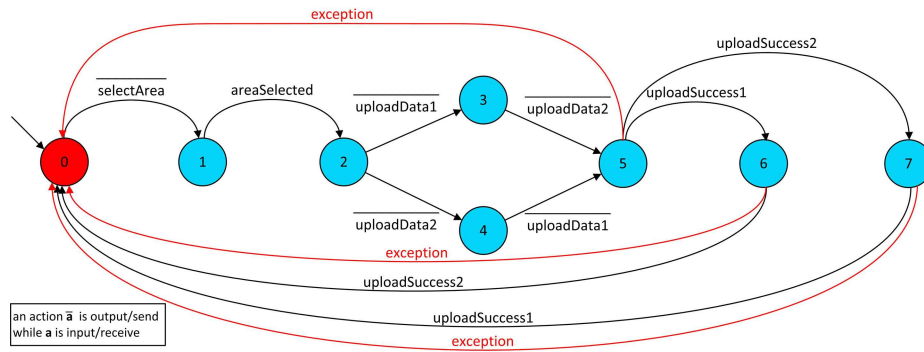 exception
uploadSuccess2
selectArea
areaSelected
uploadData1
uploadData2
uploadSuccess1
0
1
2
3
4
5
6
7
uploadData2
uploadData1
exception
uploadSuccess2
uploadSuccess1
exception
an action a̅ is output/send
while a is input/receive